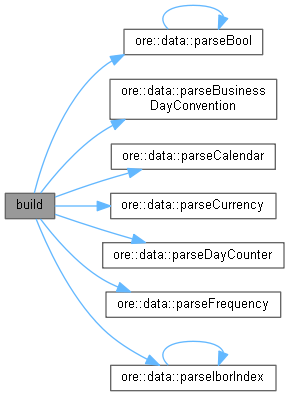 ore::data::parseBool
ore::data::parseBusiness
DayConvention
ore::data::parseCalendar
build
ore::data::parseCurrency
ore::data::parseDayCounter
ore::data::parseFrequency
ore::data::parseIborIndex